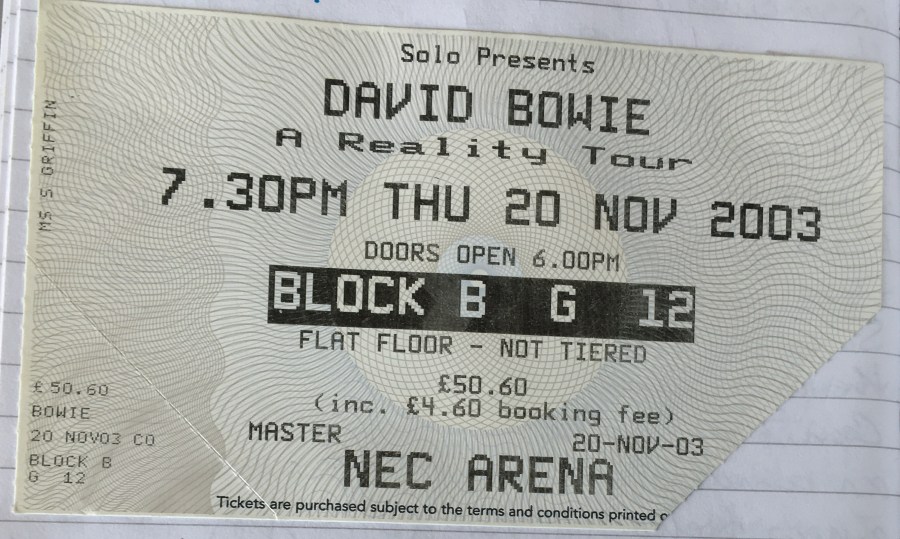 Solo Presents
DAVID BOWIE
A Reality Tour
7.30PM THU 20 NOV 2003
DOORS OPEN 6.00PM
BLOCK B G 12
FLAT FLOOR - NOT TIERED
£50.60
(inc. £4.60 booking fee)
MASTER 20-NOV-03
NEC ARENA
Tickets are purchased subject to the terms and conditions printed o
MS S GRIFFIN
£50.60
BOWIE
20 NOV03 CO
BLOCK B
G 12